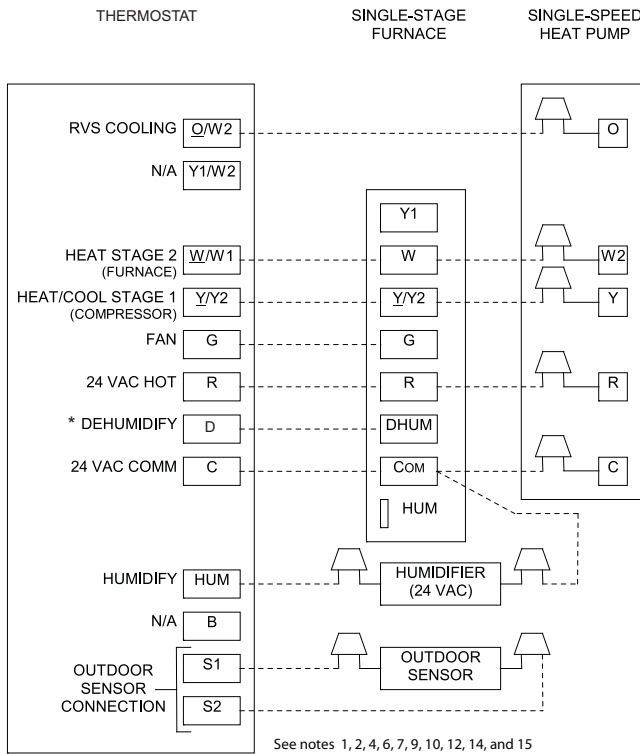 THERMOSTAT
SINGLE-STAGE
FURNACE
SINGLE-SPEED
HEAT PUMP
RVS COOLING O/W2 O
N/A Y1/W2
Y1
HEAT STAGE 2
(FURNACE)
W/W1 W W2
HEAT/COOL STAGE 1
(COMPRESSOR)
Y/Y2 Y/Y2 Y
FAN G G
24 VAC HOT R R R
* DEHUMIDIFY D DHUM
24 VAC COMM C COM C
HUM
HUMIDIFY HUM
HUMIDIFIER
(24 VAC)
N/A B
OUTDOOR
SENSOR
CONNECTION
S1
S2
OUTDOOR
SENSOR
See notes 1, 2, 4, 6, 7, 9, 10, 12, 14, and 15